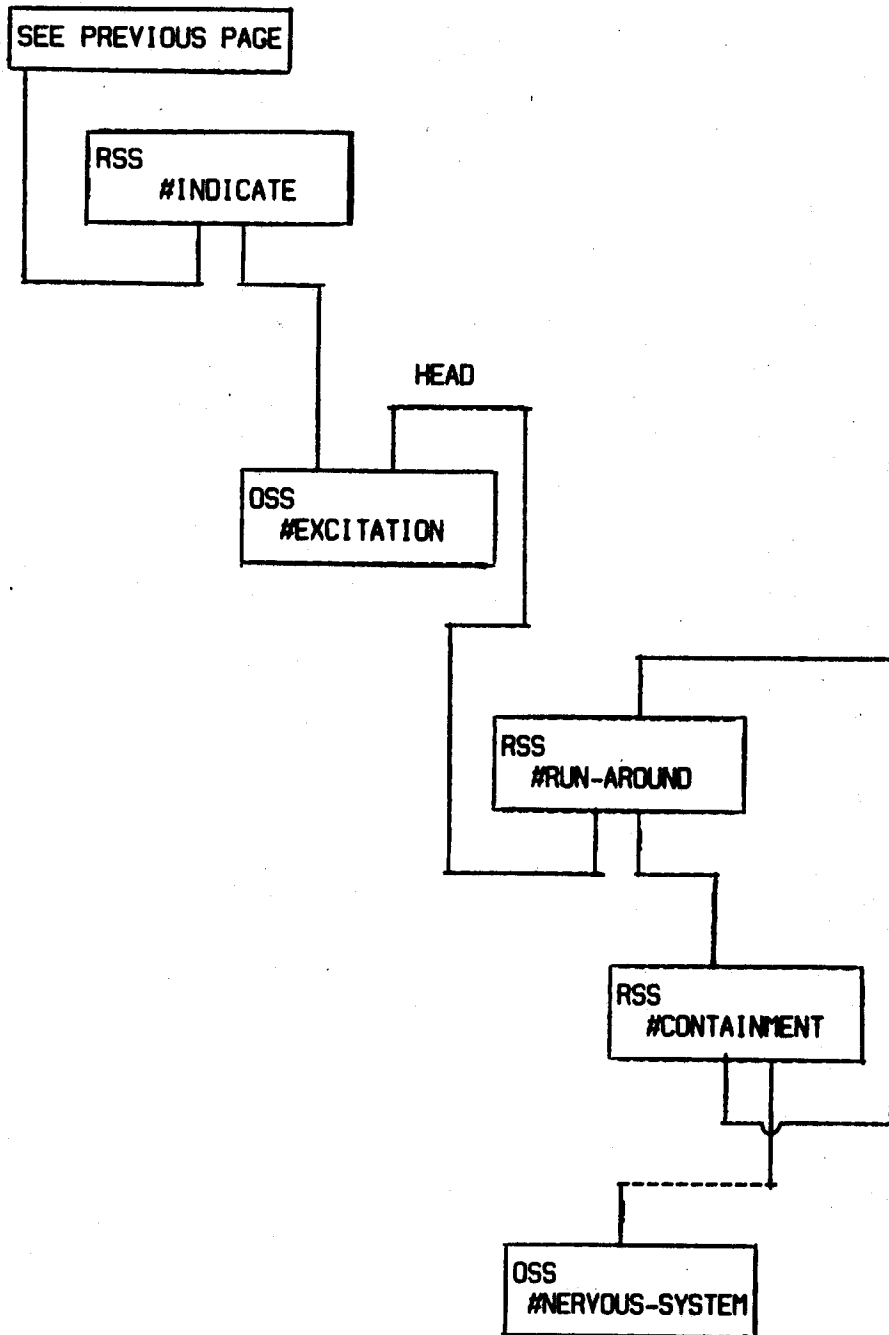 SEE PREVIOUS PAGE
RSS
#INDICATE
HEAD
OSS
#EXCITATION
RSS
#RUN-AROUND
RSS
#CONTAINMENT
OSS
#NERVOUS-SYSTEM